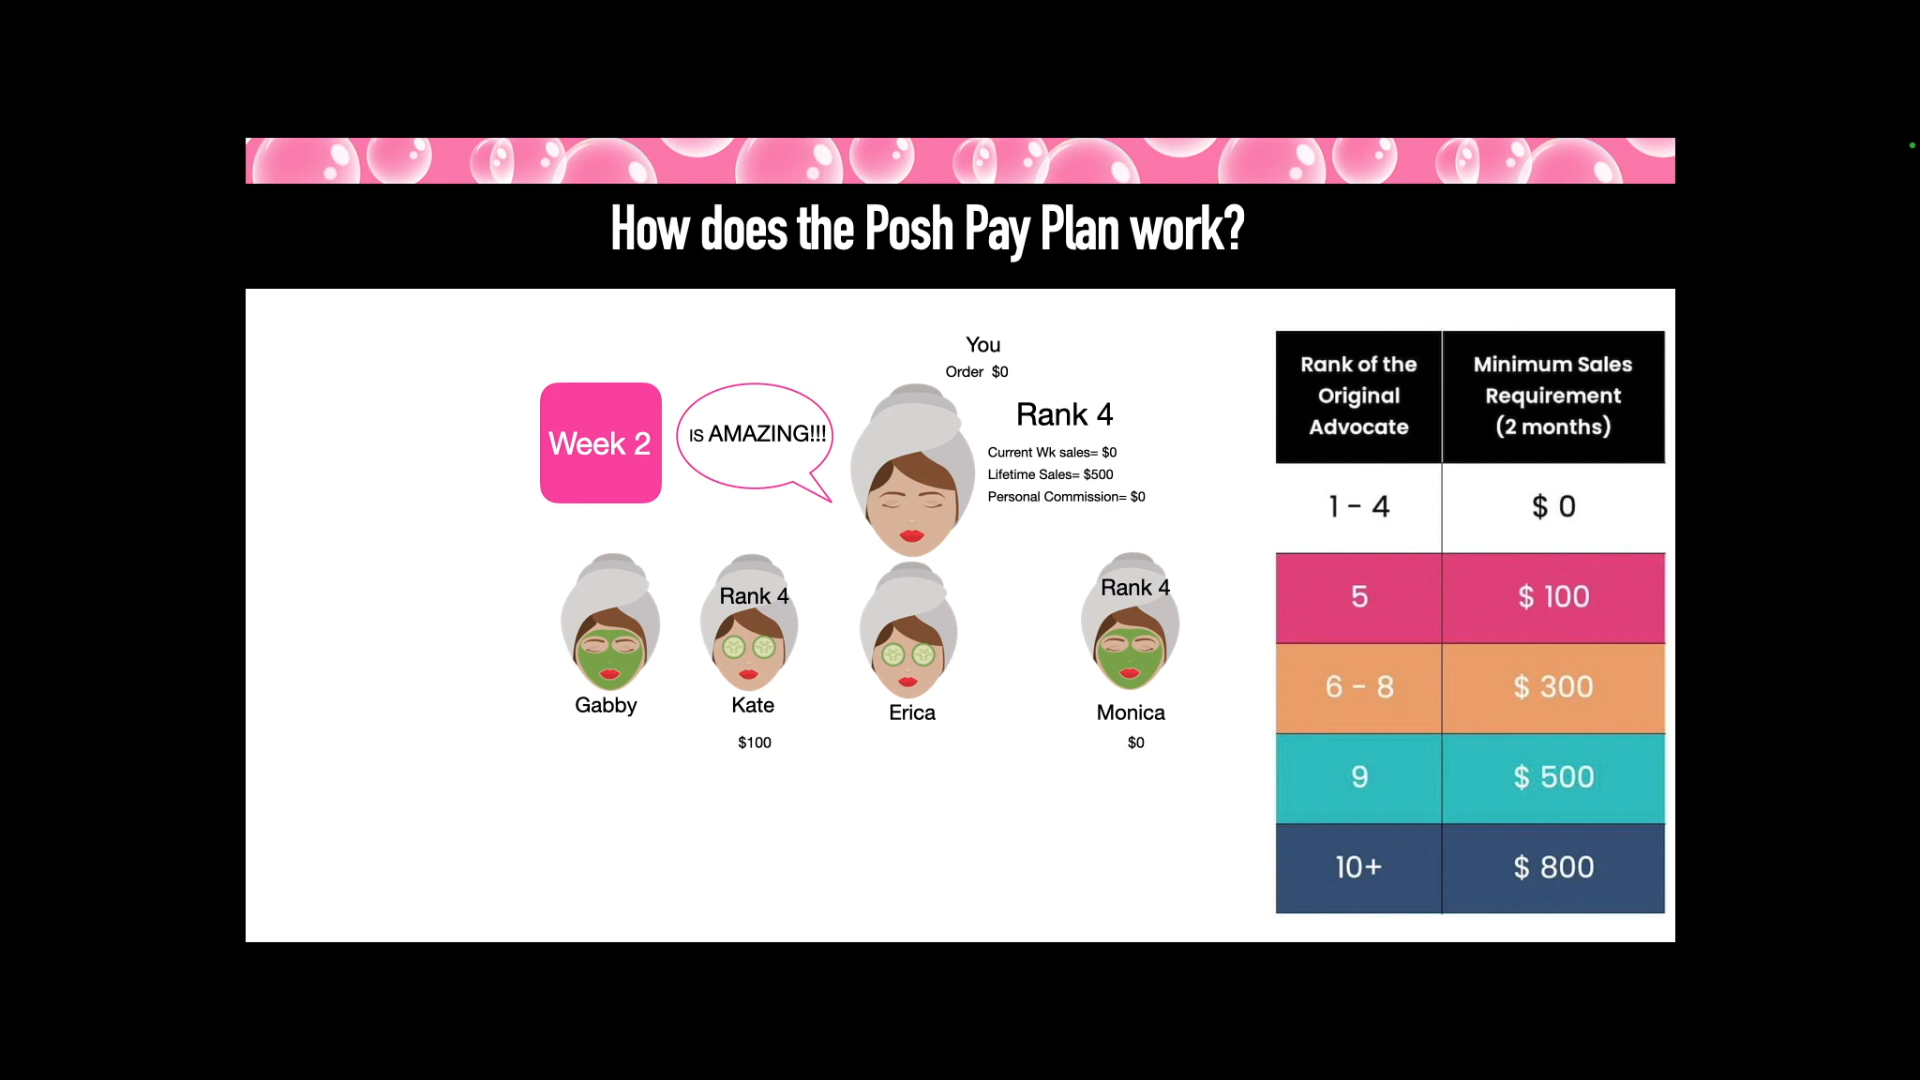 How does the Posh Pay Plan work?
You
Order $0
Week 2
IS AMAZING!!!
Rank 4
Current Wk sales= $0
Lifetime Sales= $500
Personal Commission= $0
Rank 4
Rank 4
Gabby
Kate
Erica
Monica
$100
$0
Rank of the
Original
Advocate
Minimum Sales
Requirement
(2 months)
1 - 4
$ 0
5
$ 100
6 - 8
$ 300
9
$ 500
10+
$ 800